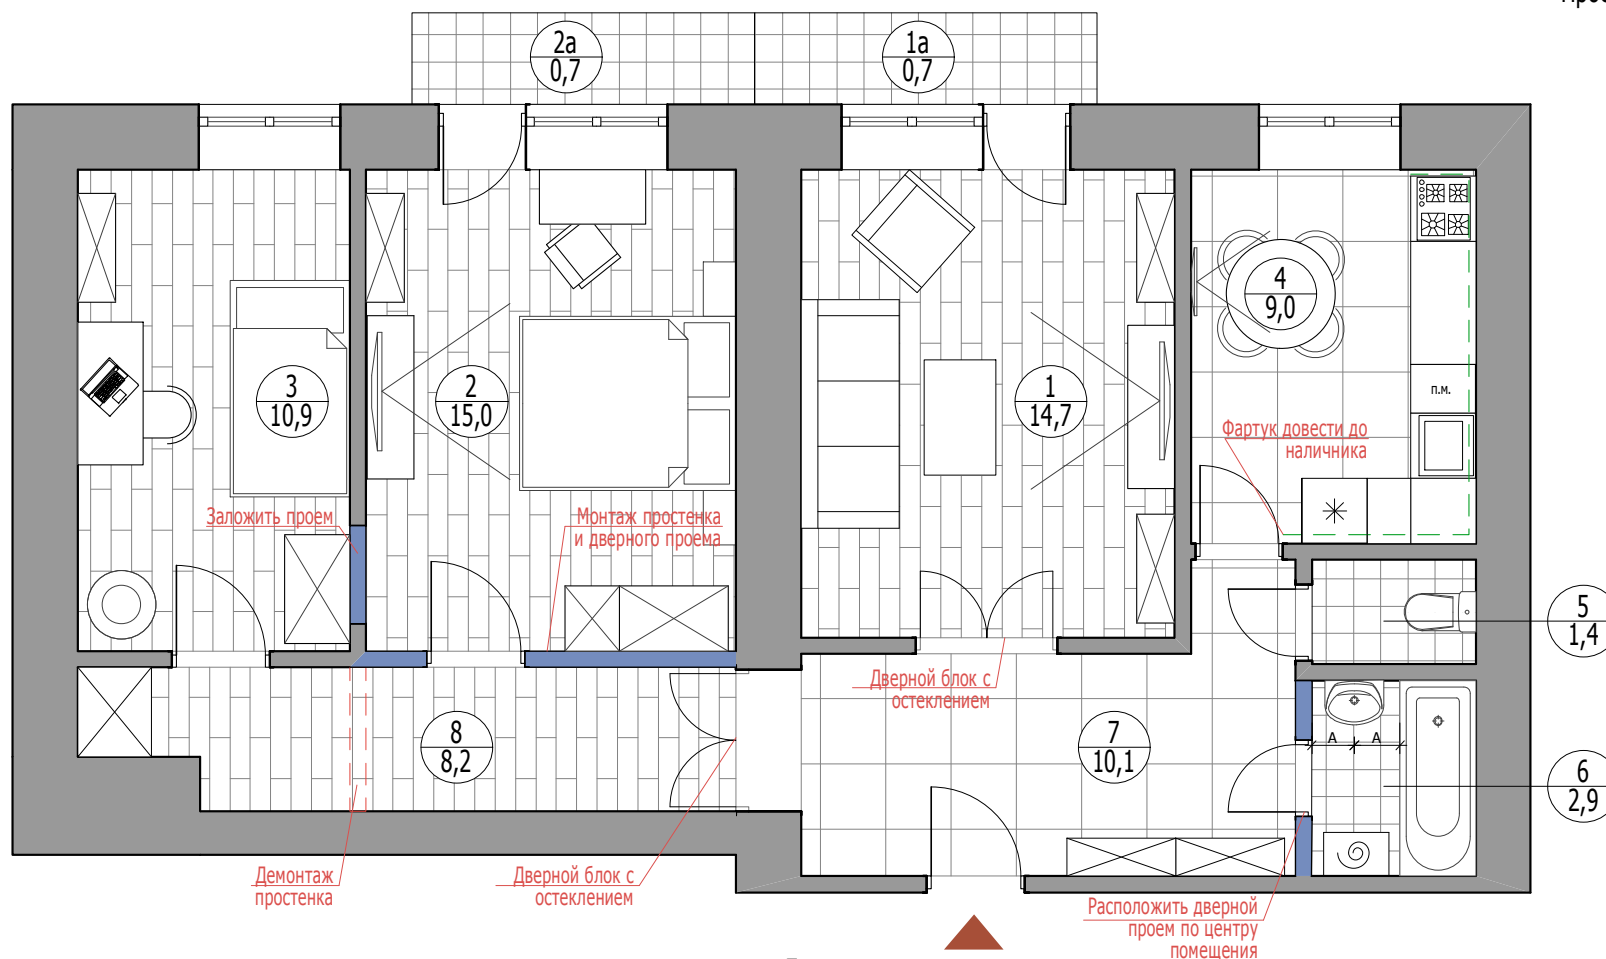 2а
0,7
1а
0,7
3
10,9
2
15,0
1
14,7
4
9,0
п.м.
Фартук довести до
наличника
Заложить проем
Монтаж простенка
и дверного проема
5
1,4
Дверной блок с
остеклением
8
8,2
7
10,1
А А
6
2,9
Демонтаж
простенка
Дверной блок с
остеклением
Расположить дверной
проем по центру
помещения